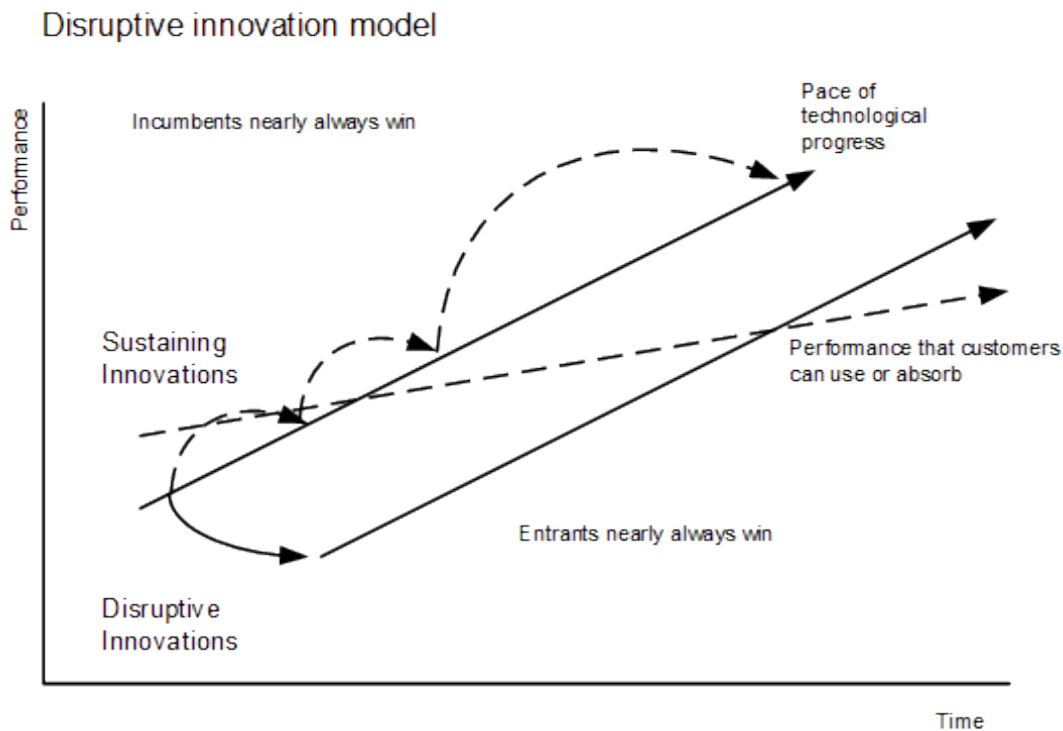 Disruptive innovation model
Performance
Incumbents nearly always win
Pace of
technological
progress
Sustaining
Innovations
Performance that customers
can use or absorb
Entrants nearly always win
Disruptive
Innovations
Time